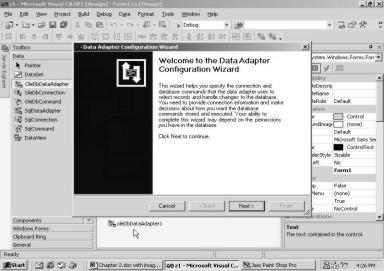 z1 - Microsoft Visual C#.NET [design] - Form1.cs [Design]
File Edit View Project Build Debug Data Format Tools Window Help
Debug
Toolbox
Data
Pointer
DataSet
OleDbDataAdapter
OleDbConnection
OleDbCommand
SqlDataAdapter
SqlConnection
SqlCommand
DataView
Components
Windows Forms
Clipboard Ring
General
Server Explorer
Data Adapter Configuration Wizard
Welcome to the Data Adapter
Configuration Wizard
This wizard helps you specify the connection and
database commands that the data adapter uses to
select records and handle changes to the database.
You need to provide connection information and make
decisions about how you want the database
commands stored and executed. Your ability to
complete this wizard may depend on the permissions
you have in the database.
Click Next to continue.
Cancel < Back Next > Finish
oleDbDataAdapter1
System.Windows.Forms.For
Default
Control
(none)
Default
Microsoft Sans Ser
ControlText
Sizable
No
Form1
False
(none)
True
NoControl
Text
The text contained in the control.
Ready
Start
Chapter 2.doc with imag...
z1 - Microsoft Visual C...
Jasc Paint Shop Pro
4:06 PM